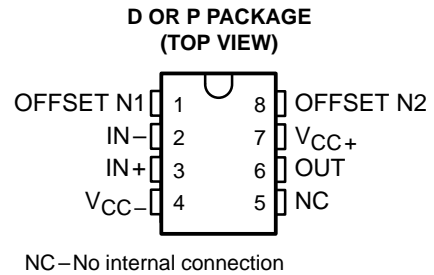 D OR P PACKAGE
(TOP VIEW)
OFFSET N1 1 8 OFFSET N2
IN− 2 7 VCC+
IN+ 3 6 OUT
VCC− 4 5 NC
NC−No internal connection